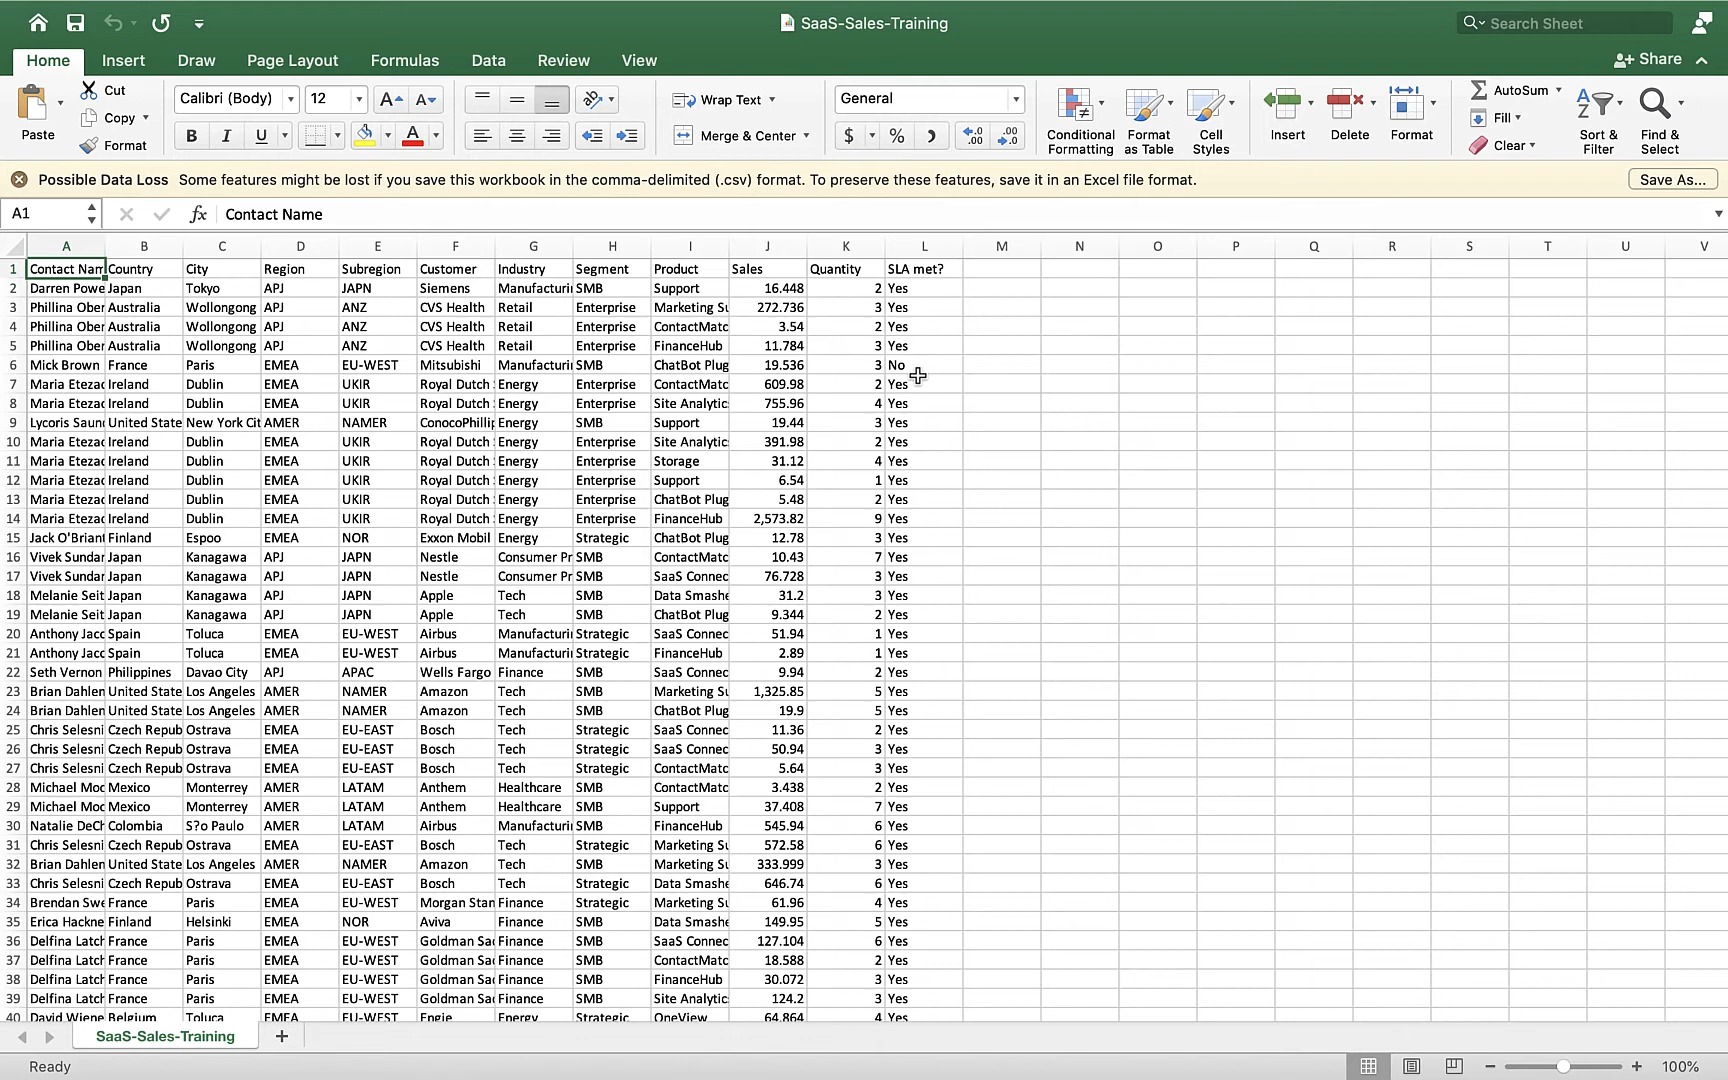 SaaS-Sales-Training
Search Sheet
Home Insert Draw Page Layout Formulas Data Review View Share
Paste Cut Copy Format
Calibri (Body) 12
B I U A
Wrap Text
Merge & Center
General
$ %
Conditional Formatting
Format as Table
Cell Styles
Insert Delete Format
AutoSum Fill Clear
Sort & Filter
Find & Select
Possible Data Loss Some features might be lost if you save this workbook in the comma-delimited (.csv) format. To preserve these features, save it in an Excel file format. Save As...
A1 fx Contact Name
A B C D E F G H I J K L M N O P Q R S T U V
1 Contact Nam Country City Region Subregion Customer Industry Segment Product Sales Quantity SLA met?
2 Darren Powe Japan Tokyo APJ JAPN Siemens Manufacturi SMB Support 16.448 2 Yes
3 Phillina Ober Australia Wollongong APJ ANZ CVS Health Retail Enterprise Marketing Su 272.736 3 Yes
4 Phillina Ober Australia Wollongong APJ ANZ CVS Health Retail Enterprise ContactMatc 3.54 2 Yes
5 Phillina Ober Australia Wollongong APJ ANZ CVS Health Retail Enterprise FinanceHub 11.784 3 Yes
6 Mick Brown France Paris EMEA EU-WEST Mitsubishi Manufacturi SMB ChatBot Plug 19.536 3 No
7 Maria Etezad Ireland Dublin EMEA UKIR Royal Dutch Energy Enterprise ContactMatc 609.98 2 Yes
8 Maria Etezad Ireland Dublin EMEA UKIR Royal Dutch Energy Enterprise Site Analytic 755.96 4 Yes
9 Lycoris Saun United State New York Cit AMER NAMER ConocoPhillip Energy SMB Support 19.44 3 Yes
10 Maria Etezad Ireland Dublin EMEA UKIR Royal Dutch Energy Enterprise Site Analytic 391.98 2 Yes
11 Maria Etezad Ireland Dublin EMEA UKIR Royal Dutch Energy Enterprise Storage 31.12 4 Yes
12 Maria Etezad Ireland Dublin EMEA UKIR Royal Dutch Energy Enterprise Support 6.54 1 Yes
13 Maria Etezad Ireland Dublin EMEA UKIR Royal Dutch Energy Enterprise ChatBot Plug 5.48 2 Yes
14 Maria Etezad Ireland Dublin EMEA UKIR Royal Dutch Energy Enterprise FinanceHub 2,573.82 9 Yes
15 Jack O'Briant Finland Espoo EMEA NOR Exxon Mobil Energy Strategic ChatBot Plug 12.78 3 Yes
16 Vivek Sundar Japan Kanagawa APJ JAPN Nestle Consumer Pr SMB ContactMatc 10.43 7 Yes
17 Vivek Sundar Japan Kanagawa APJ JAPN Nestle Consumer Pr SMB SaaS Connec 76.728 3 Yes
18 Melanie Seit Japan Kanagawa APJ JAPN Apple Tech SMB Data Smashe 31.2 3 Yes
19 Melanie Seit Japan Kanagawa APJ JAPN Apple Tech SMB ChatBot Plug 9.344 2 Yes
20 Anthony Jacc Spain Toluca EMEA EU-WEST Airbus Manufacturi Strategic SaaS Connec 51.94 1 Yes
21 Anthony Jacc Spain Toluca EMEA EU-WEST Airbus Manufacturi Strategic FinanceHub 2.89 1 Yes
22 Seth Vernon Philippines Davao City APJ APAC Wells Fargo Finance SMB SaaS Connec 9.94 2 Yes
23 Brian Dahlen United State Los Angeles AMER NAMER Amazon Tech SMB Marketing Su 1,325.85 5 Yes
24 Brian Dahlen United State Los Angeles AMER NAMER Amazon Tech SMB ChatBot Plug 19.9 5 Yes
25 Chris Selesni Czech Repub Ostrava EMEA EU-EAST Bosch Tech Strategic SaaS Connec 11.36 2 Yes
26 Chris Selesni Czech Repub Ostrava EMEA EU-EAST Bosch Tech Strategic SaaS Connec 50.94 3 Yes
27 Chris Selesni Czech Repub Ostrava EMEA EU-EAST Bosch Tech Strategic ContactMatc 5.64 3 Yes
28 Michael Moc Mexico Monterrey AMER LATAM Anthem Healthcare SMB ContactMatc 3.438 2 Yes
29 Michael Moc Mexico Monterrey AMER LATAM Anthem Healthcare SMB Support 37.408 7 Yes
30 Natalie DeCh Colombia S?o Paulo AMER LATAM Airbus Manufacturi SMB FinanceHub 545.94 6 Yes
31 Chris Selesni Czech Repub Ostrava EMEA EU-EAST Bosch Tech Strategic Marketing Su 572.58 6 Yes
32 Brian Dahlen United State Los Angeles AMER NAMER Amazon Tech SMB Marketing Su 333.999 3 Yes
33 Chris Selesni Czech Repub Ostrava EMEA EU-EAST Bosch Tech Strategic Data Smashe 646.74 6 Yes
34 Brendan Swe France Paris EMEA EU-WEST Morgan Stan Finance Strategic Marketing Su 61.96 4 Yes
35 Erica Hackne Finland Helsinki EMEA NOR Aviva Finance SMB Data Smashe 149.95 5 Yes
36 Delfina Latch France Paris EMEA EU-WEST Goldman Sac Finance SMB SaaS Connec 127.104 6 Yes
37 Delfina Latch France Paris EMEA EU-WEST Goldman Sac Finance SMB ContactMatc 18.588 2 Yes
38 Delfina Latch France Paris EMEA EU-WEST Goldman Sac Finance SMB FinanceHub 30.072 3 Yes
39 Delfina Latch France Paris EMEA EU-WEST Goldman Sac Finance SMB Site Analytic 124.2 3 Yes
40 David Wiene Belgium Toluca EMEA EU-WEST Engie Energy Strategic OneView 64.864 4 Yes
SaaS-Sales-Training
Ready 100%